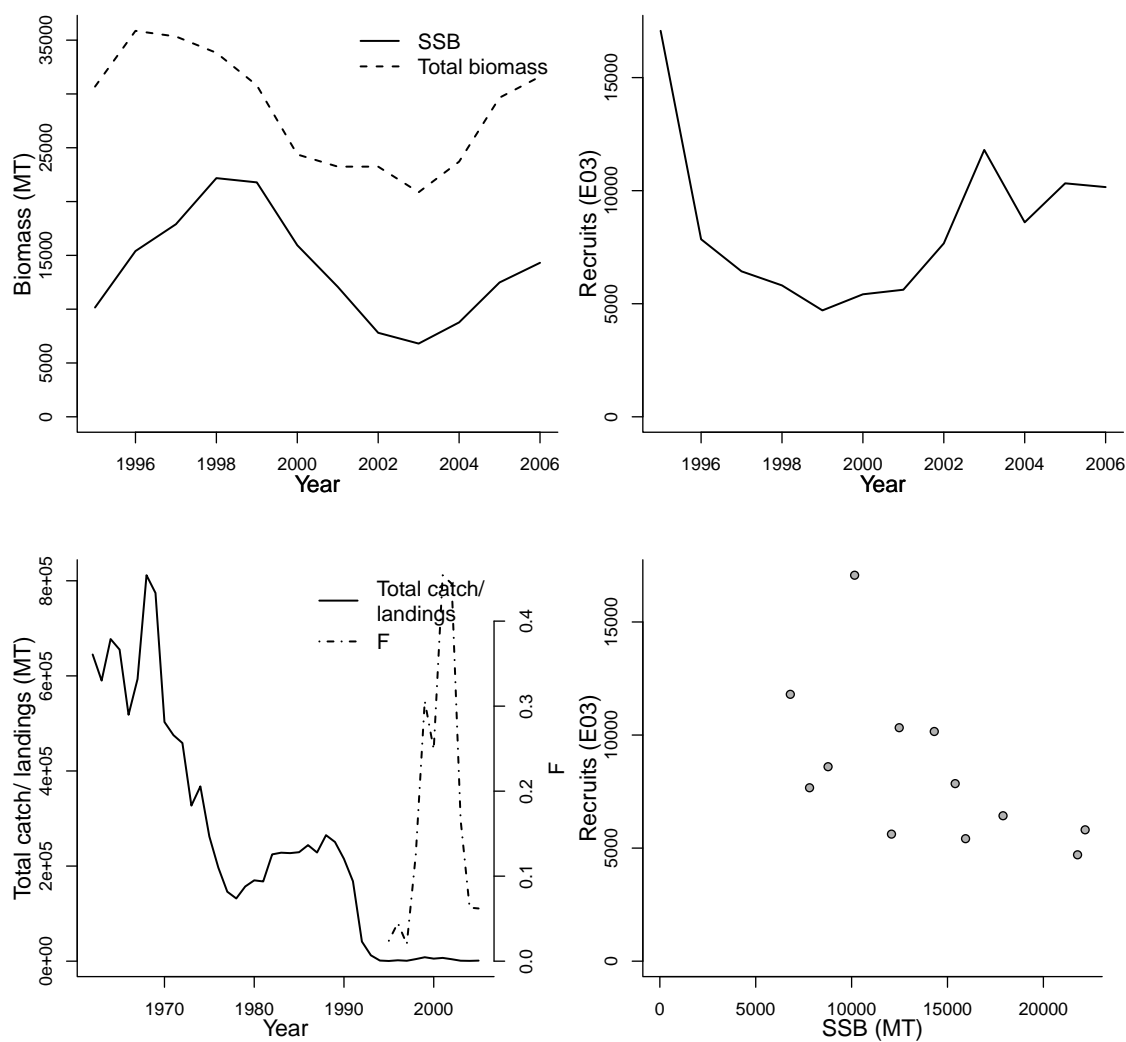 SSB
Total biomass
Biomass (MT)
0
5000
15000
25000
35000
1996
1998
2000
2002
2004
2006
Year
Recruits (E03)
0
5000
10000
15000
1996
1998
2000
2002
2004
2006
Year
Total catch/
landings
F
Total catch/ landings (MT)
0e+00
2e+05
4e+05
6e+05
8e+05
F
0.0
0.1
0.2
0.3
0.4
1970
1980
1990
2000
Year
Recruits (E03)
0
5000
10000
15000
0
5000
10000
15000
20000
SSB (MT)